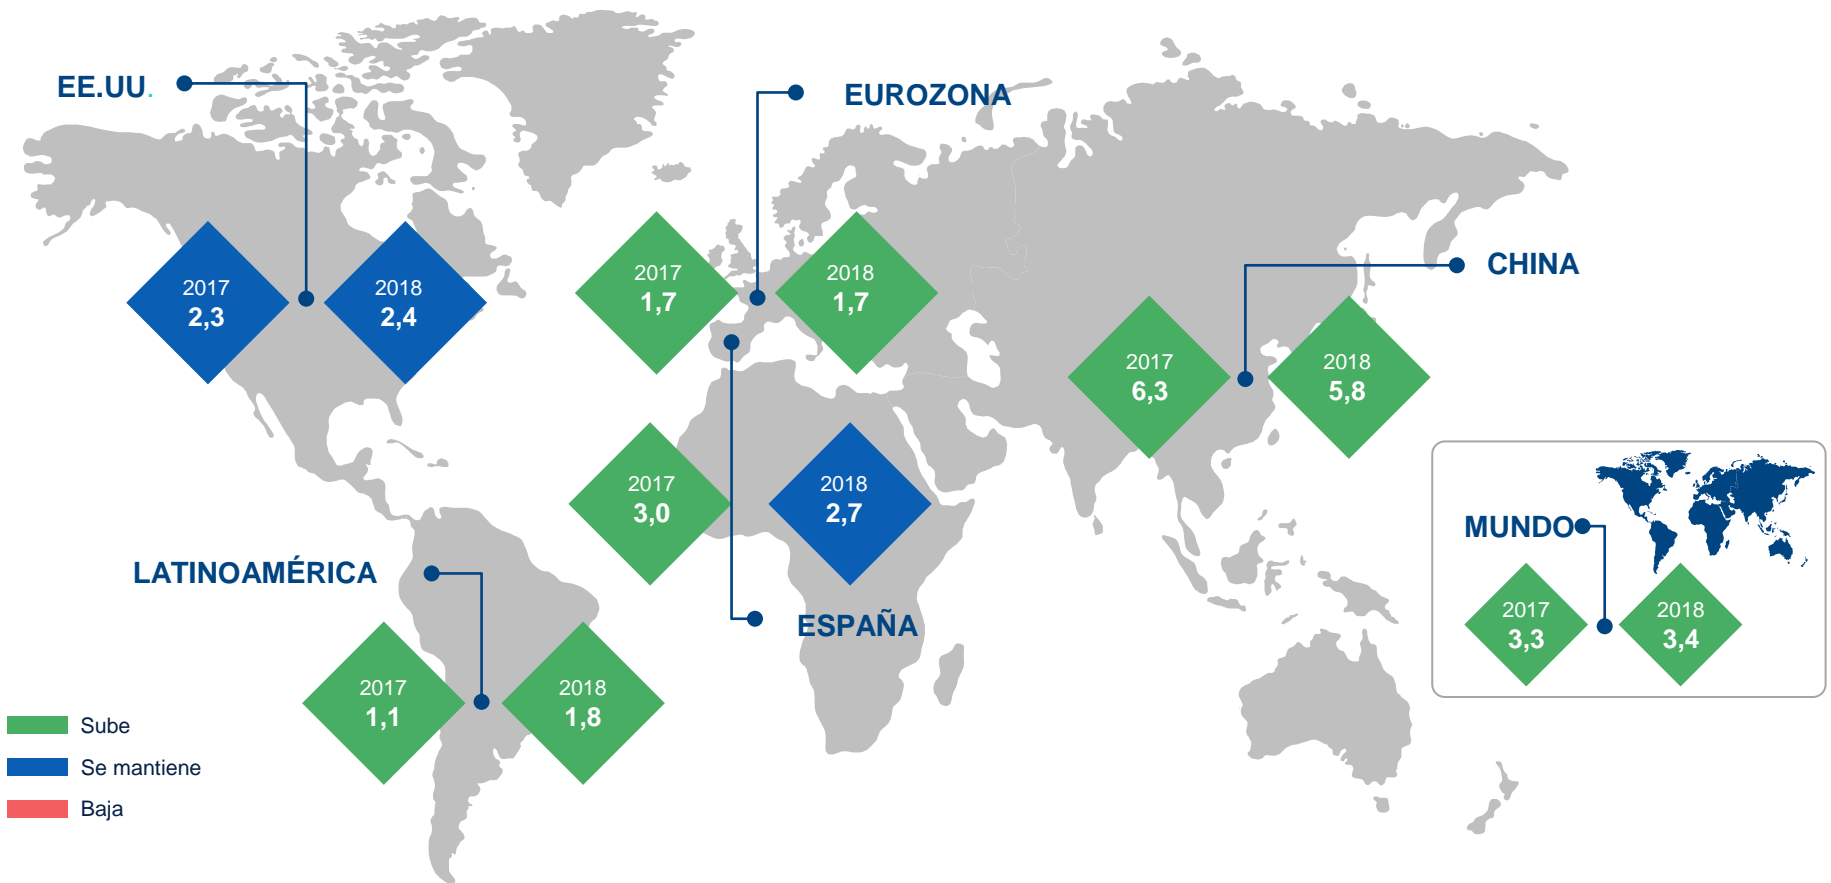 EE.UU.
2017
2,3
2018
2,4
EUROZONA
2017
1,7
2018
1,7
CHINA
2017
6,3
2018
5,8
2017
3,0
2018
2,7
ESPAÑA
LATINOAMÉRICA
2017
1,1
2018
1,8
MUNDO
2017
3,3
2018
3,4
Sube
Se mantiene
Baja